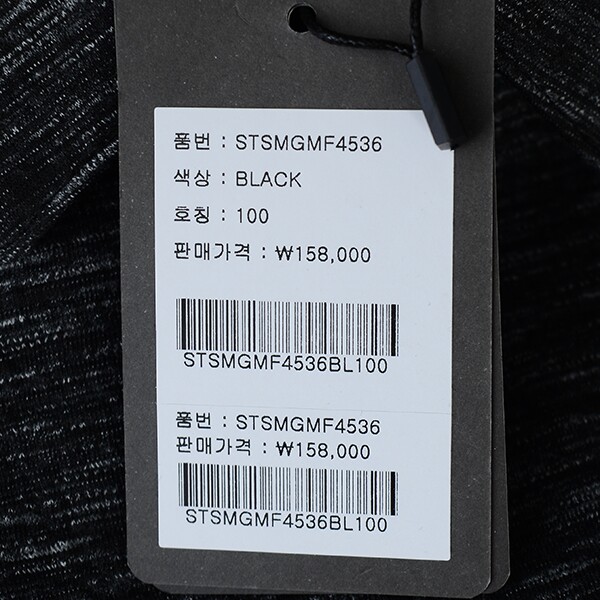 품번 : STSMGMF4536
색상 : BLACK
호칭 : 100
판매가격 : ₩158,000
STSMGMF4536BL100
품번 : STSMGMF4536
판매가격 : ₩158,000
STSMGMF4536BL100